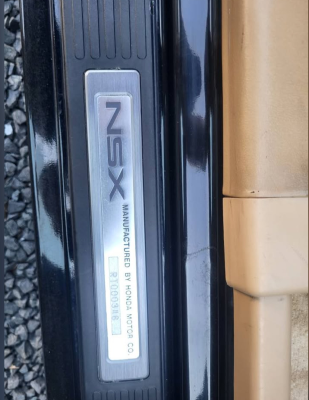 NSX
MANUFACTURED BY HONDA MOTOR CO.